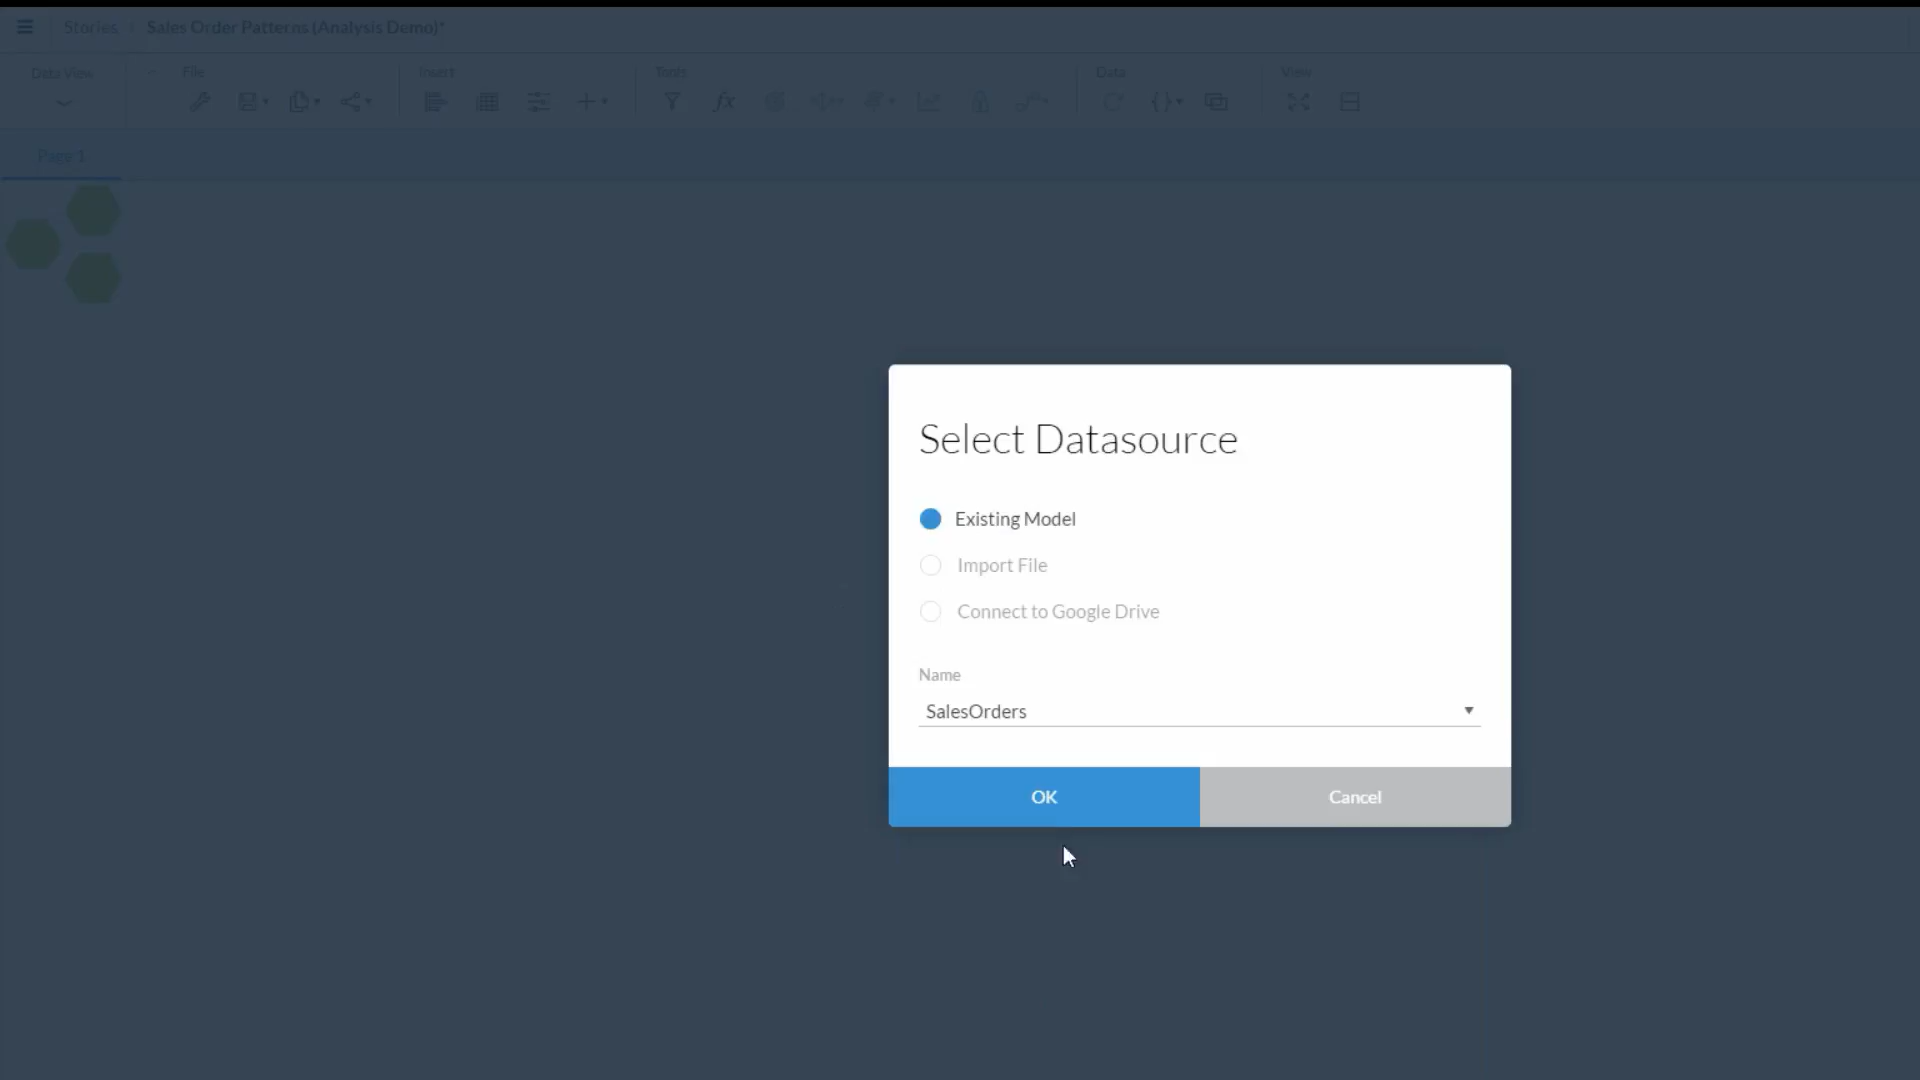 Stories / Sales Order Patterns (Analysis Demo)*
Data View
File
Insert
Tools
Data
View
fx
Page 1
Select Datasource
Existing Model
Import File
Connect to Google Drive
Name
SalesOrders
OK
Cancel